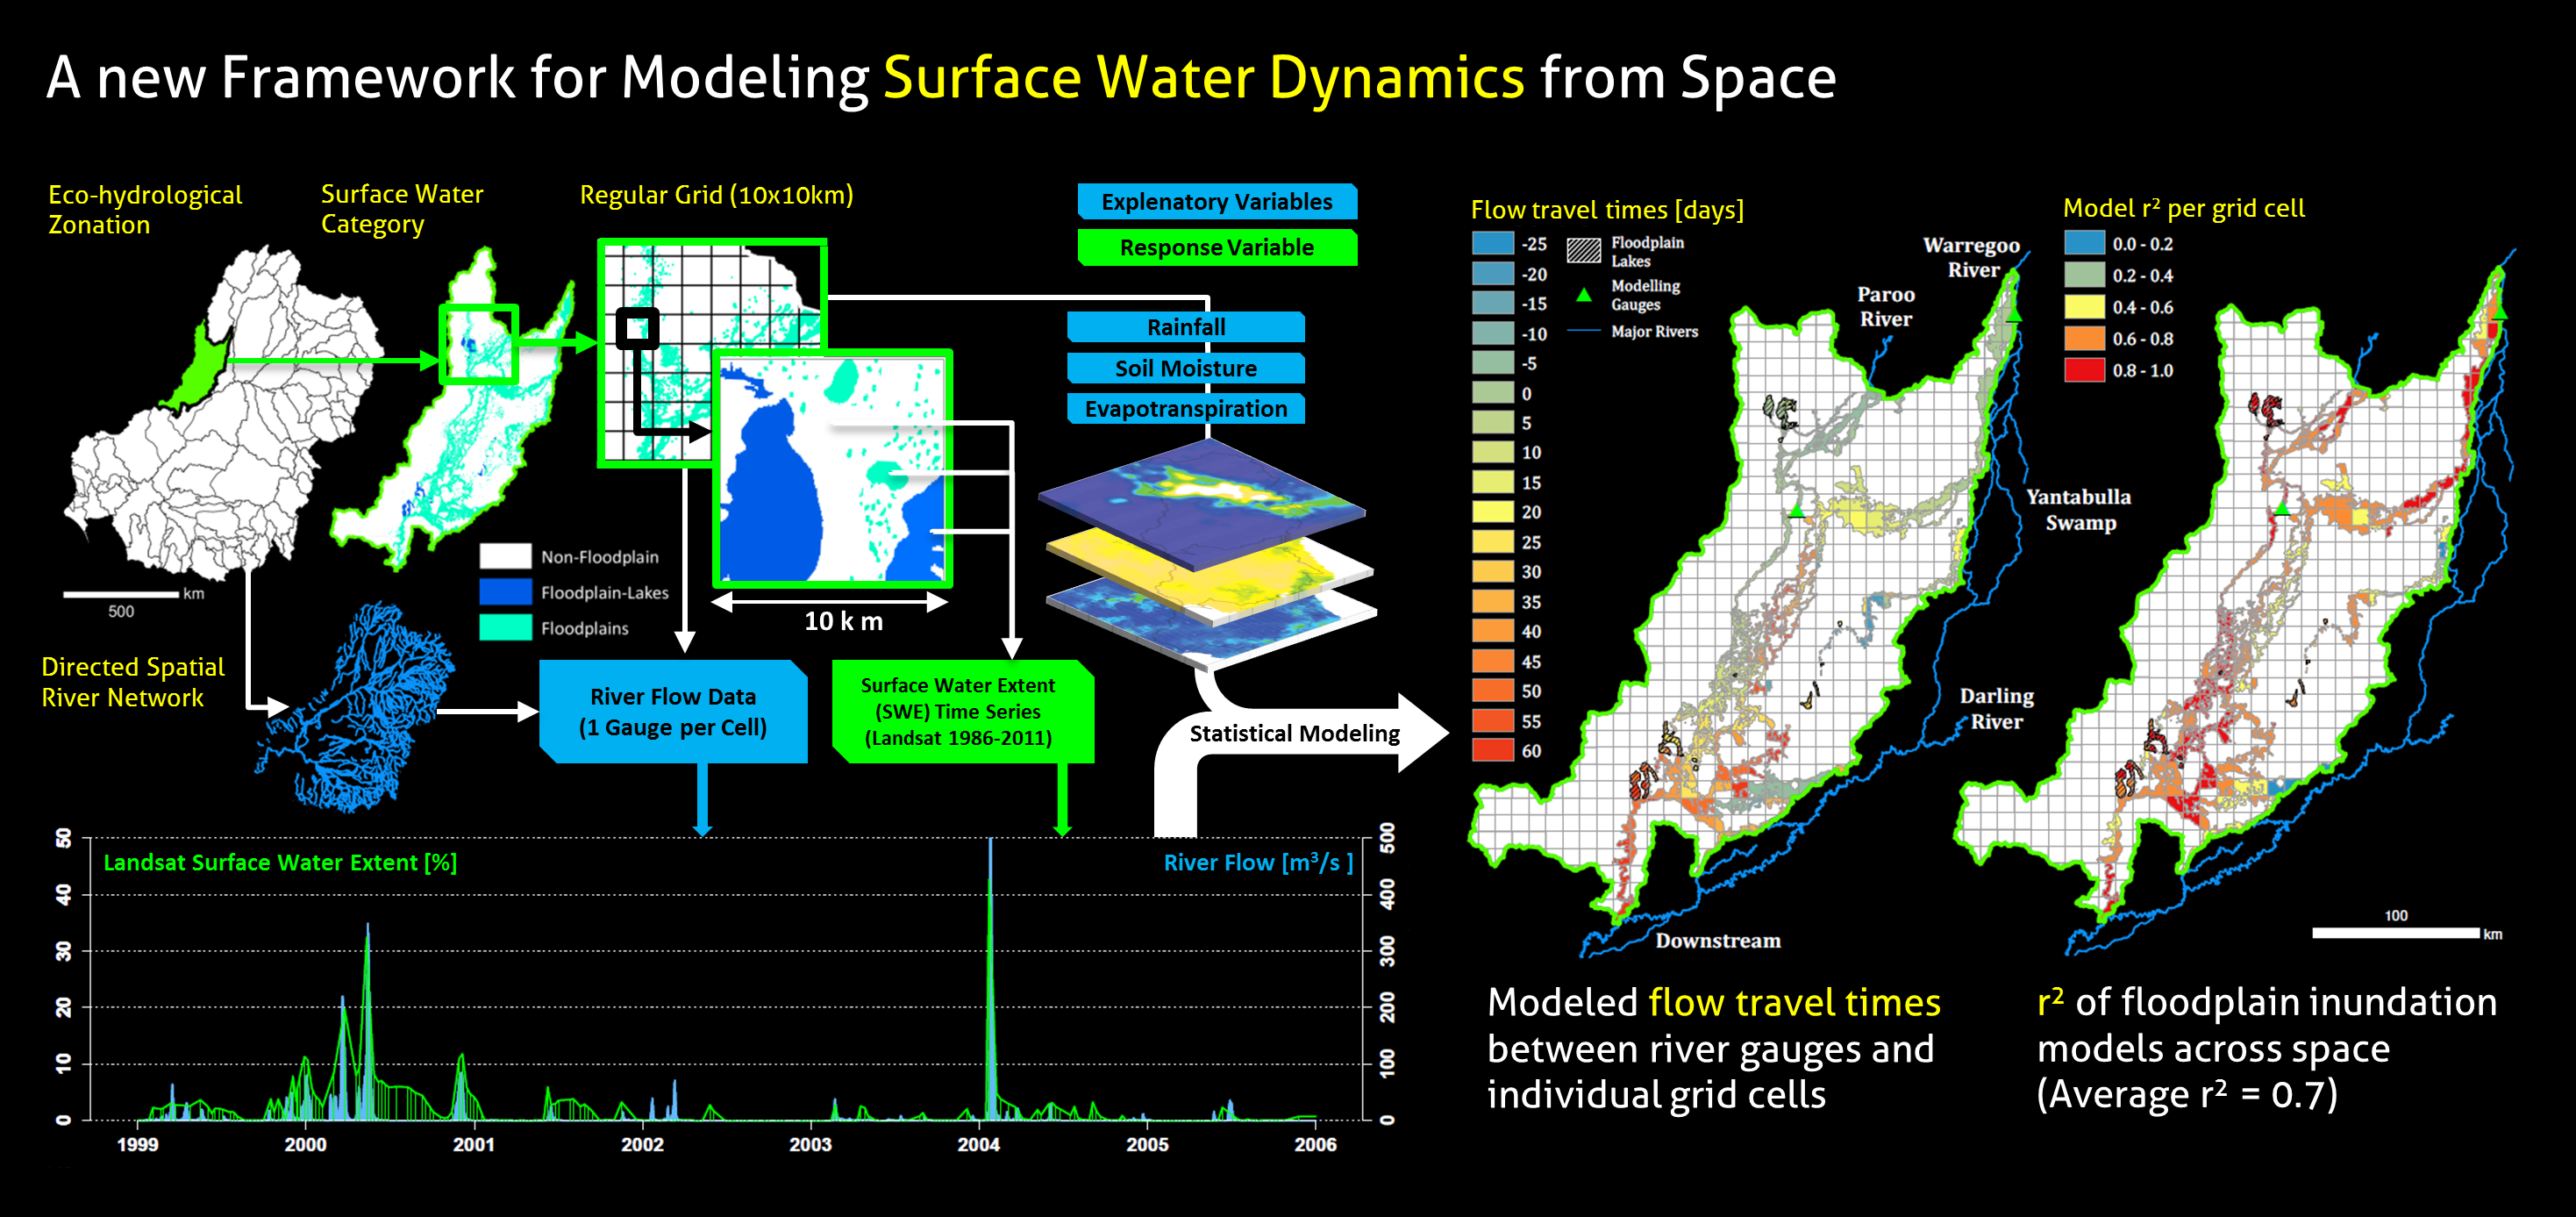 A new Framework for Modeling Surface Water Dynamics from Space
Eco-hydrological
Zonation
Surface Water
Category
Regular Grid (10x10km)
Explenatory Variables
Response Variable
Rainfall
Soil Moisture
Evapotranspiration
Non-Floodplain
Floodplain-Lakes
Floodplains
km
500
10 k m
Directed Spatial
River Network
River Flow Data
(1 Gauge per Cell)
Surface Water Extent
(SWE) Time Series
(Landsat 1986-2011)
Statistical Modeling
Landsat Surface Water Extent [%]
River Flow [m³/s ]
50
40
30
20
10
0
500
400
300
200
100
0
1999
2000
2001
2002
2003
2004
2005
2006
Flow travel times [days]
-25
-20
-15
-10
-5
0
5
10
15
20
25
30
35
40
45
50
55
60
Floodplain
Lakes
Modelling
Gauges
Major Rivers
Paroo
River
Warregoo
River
Yantabulla
Swamp
Darling
River
Downstream
Model r² per grid cell
0.0 - 0.2
0.2 - 0.4
0.4 - 0.6
0.6 - 0.8
0.8 - 1.0
100
km
Modeled flow travel times
between river gauges and
individual grid cells
r² of floodplain inundation
models across space
(Average r² = 0.7)